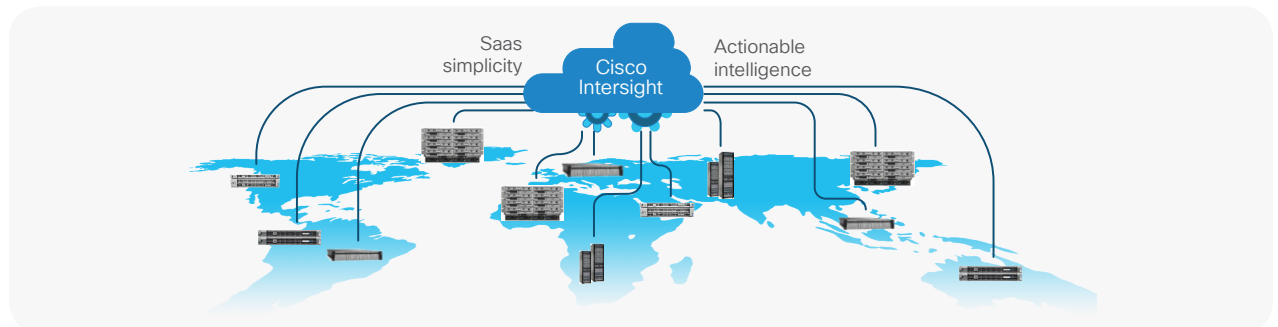 Saas
simplicity
Cisco
Intersight
Actionable
intelligence